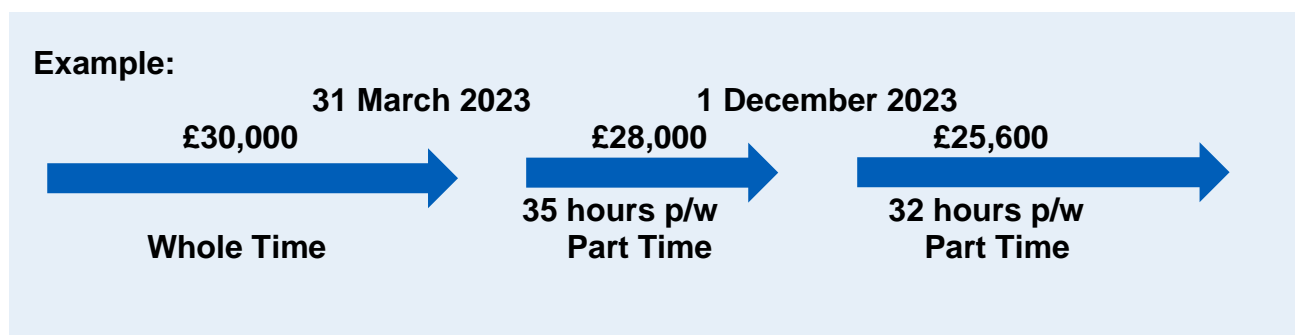 Example:
31 March 2023 1 December 2023
£30,000 £28,000 £25,600
35 hours p/w 32 hours p/w
Whole Time Part Time Part Time